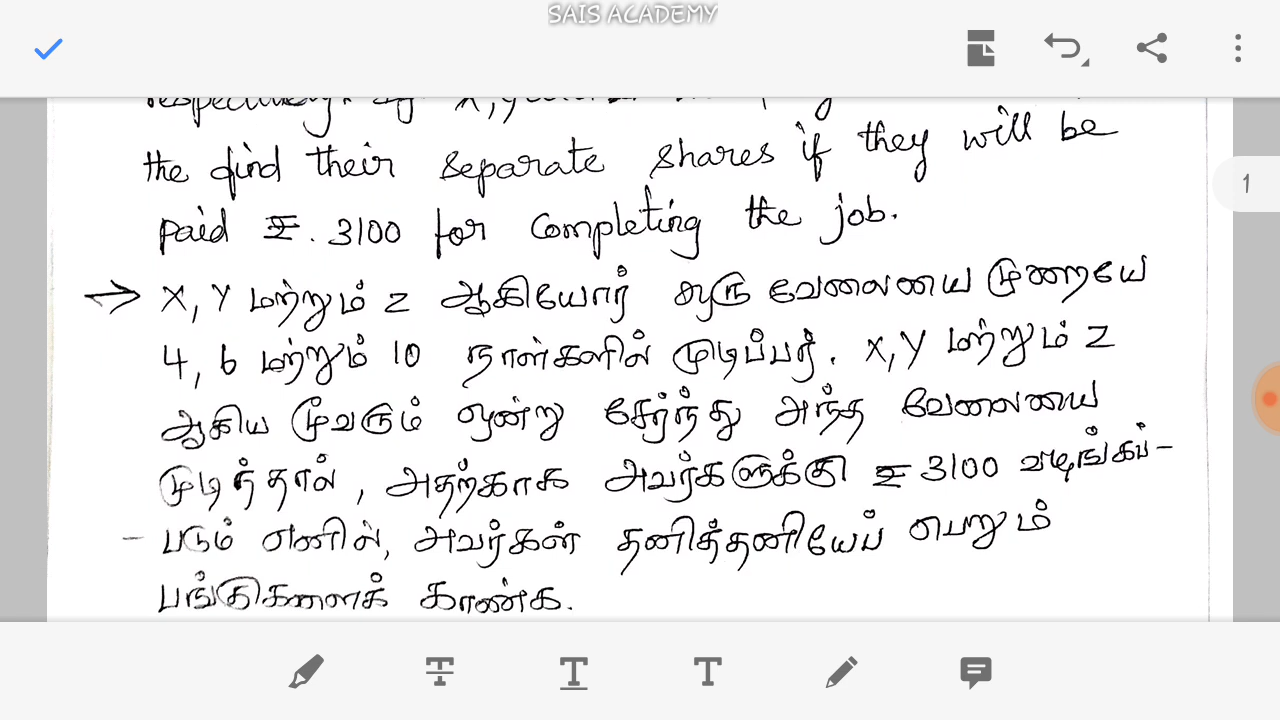 SAIS ACADEMY
X, Y
the find their separate shares if they will be
paid ₹. 3100 for completing the job.
→ X, Y மற்றும் Z ஆகியோர் ஒரு வேலையை முறையே
4, 6 மற்றும் 10 நாள்களில் முடிப்பர். X, Y மற்றும் Z
ஆகிய மூவரும் ஒன்று சேர்ந்து அந்த வேலையை
முடித்தால், அதற்காக அவர்களுக்கு ₹ 3100 வழங்கப்-
- படும் எனில், அவர்கள் தனித்தனியேப் பெறும்
பங்குகளைக் காண்க.
1